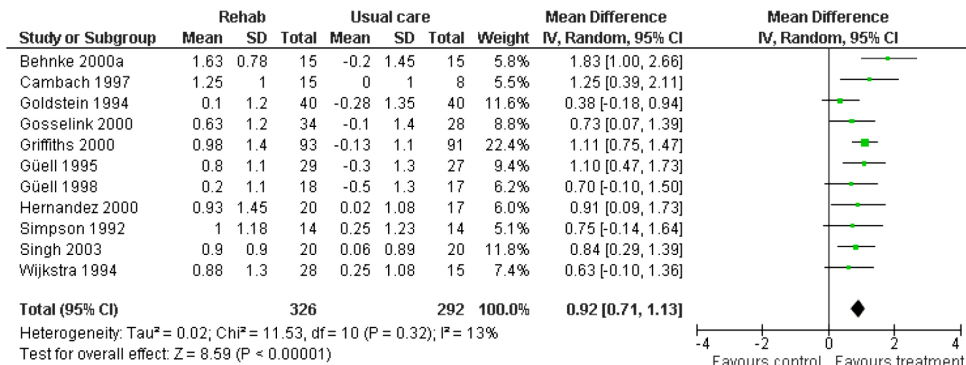 Rehab Usual care Mean Difference Mean Difference
Study or Subgroup Mean SD Total Mean SD Total Weight IV, Random, 95% CI IV, Random, 95% CI
Behnke 2000a 1.63 0.78 15 -0.2 1.45 15 5.8% 1.83 [1.00, 2.66]
Cambach 1997 1.25 1 15 0 1 8 5.5% 1.25 [0.39, 2.11]
Goldstein 1994 0.1 1.2 40 -0.28 1.35 40 11.6% 0.38 [-0.18, 0.94]
Gosselink 2000 0.63 1.2 34 -0.1 1.4 28 8.8% 0.73 [0.07, 1.39]
Griffiths 2000 0.98 1.4 93 -0.13 1.1 91 22.4% 1.11 [0.75, 1.47]
Güell 1995 0.8 1.1 29 -0.3 1.3 27 9.4% 1.10 [0.47, 1.73]
Güell 1998 0.2 1.1 18 -0.5 1.3 17 6.2% 0.70 [-0.10, 1.50]
Hernandez 2000 0.93 1.45 20 0.02 1.08 17 6.0% 0.91 [0.09, 1.73]
Simpson 1992 1 1.18 14 0.25 1.23 14 5.1% 0.75 [-0.14, 1.64]
Singh 2003 0.9 0.9 20 0.06 0.89 20 11.8% 0.84 [0.29, 1.39]
Wijkstra 1994 0.88 1.3 28 0.25 1.08 15 7.4% 0.63 [-0.10, 1.36]
Total (95% CI) 326 292 100.0% 0.92 [0.71, 1.13]
Heterogeneity: Tau² = 0.02; Chi² = 11.53, df = 10 (P = 0.32); I² = 13%
Test for overall effect: Z = 8.59 (P < 0.00001)
-4 -2 0 2 4
Favours control Favours treatment